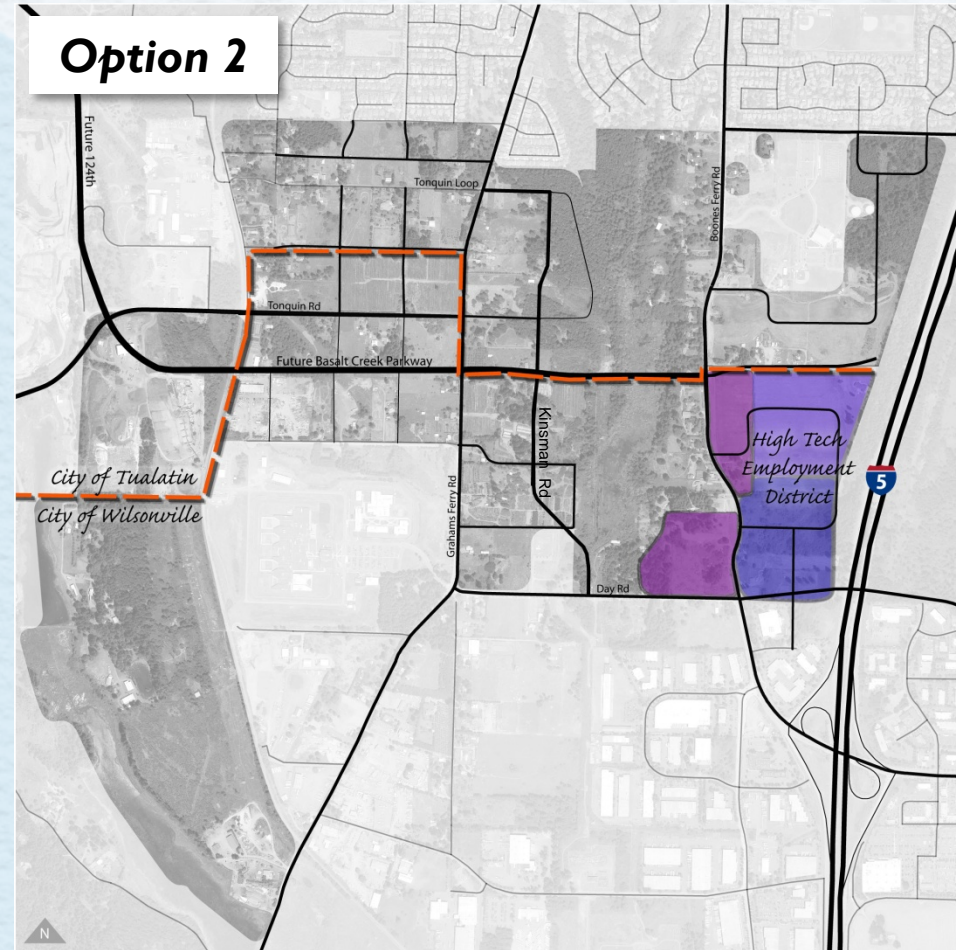 Option 2
Future 124th
Tonquin Loop
Boones Ferry Rd
Tonquin Rd
Future Basalt Creek Parkway
Kinsman Rd
High Tech
Employment
District
5
City of Tualatin
City of Wilsonville
Grahams Ferry Rd
Day Rd
N